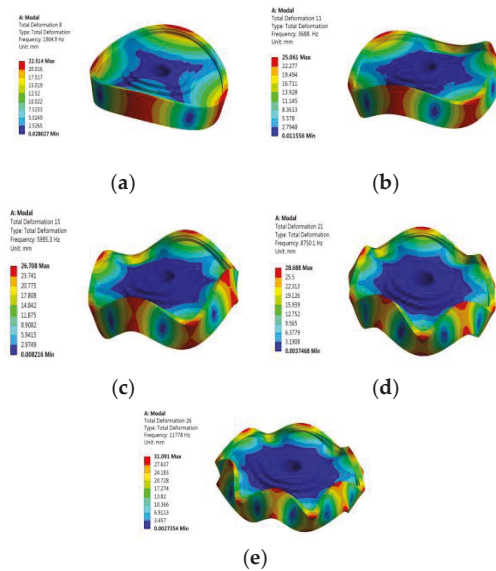 A: Modal
Total Deformation 8
Type: Total Deformation
Unit: mm
22.514 Max
20.016
17.517
15.019
12.52
10.022
7.5233
5.0249
2.5265
0.028027 Min
(a)
A: Modal
Total Deformation 11
Type: Total Deformation
Frequency: 3688. Hz
Unit: mm
25.061 Max
22.277
19.494
16.711
13.928
11.145
8.3613
5.578
2.7948
0.011556 Min
(b)
A: Modal
Total Deformation 15
Type: Total Deformation
Frequency: 5995.3 Hz
Unit: mm
26.708 Max
23.741
20.775
17.808
14.842
11.875
8.9082
5.9415
2.9749
0.008216 Min
(c)
A: Modal
Total Deformation 21
Type: Total Deformation
Frequency: 8750.1 Hz
Unit: mm
28.688 Max
25.5
22.313
19.126
15.939
12.752
9.565
6.3779
3.1908
0.0037468 Min
(d)
A: Modal
Total Deformation 26
Type: Total Deformation
Frequency: 11778 Hz
Unit: mm
31.091 Max
27.637
24.183
20.728
17.274
13.82
10.366
6.9113
3.457
0.0027354 Min
(e)